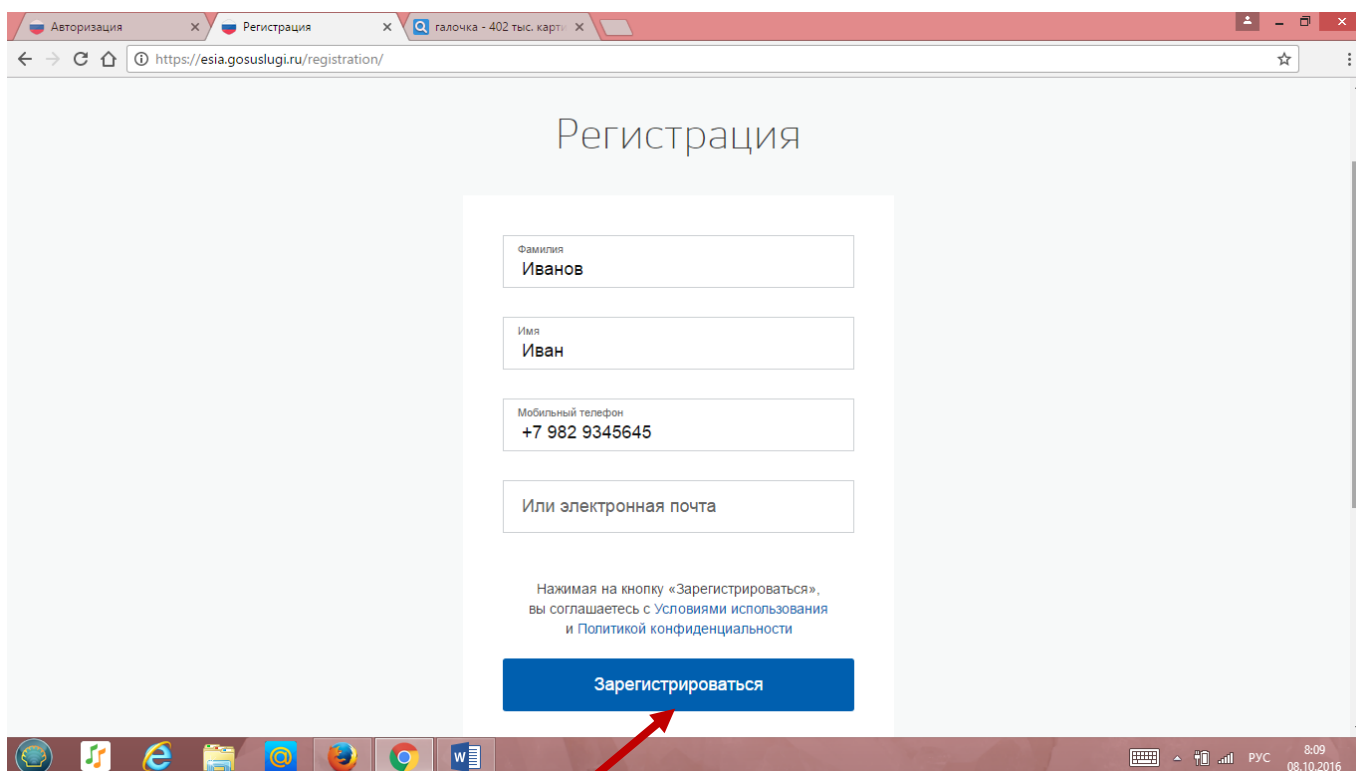 Авторизация
Регистрация
галочка - 402 тыс. карти
https://esia.gosuslugi.ru/registration/
Регистрация
Фамилия
Иванов
Имя
Иван
Мобильный телефон
+7 982 9345645
Или электронная почта
Нажимая на кнопку «Зарегистрироваться»,
вы соглашаетесь с Условиями использования
и Политикой конфиденциальности
Зарегистрироваться
РУС
8:09
08.10.2016